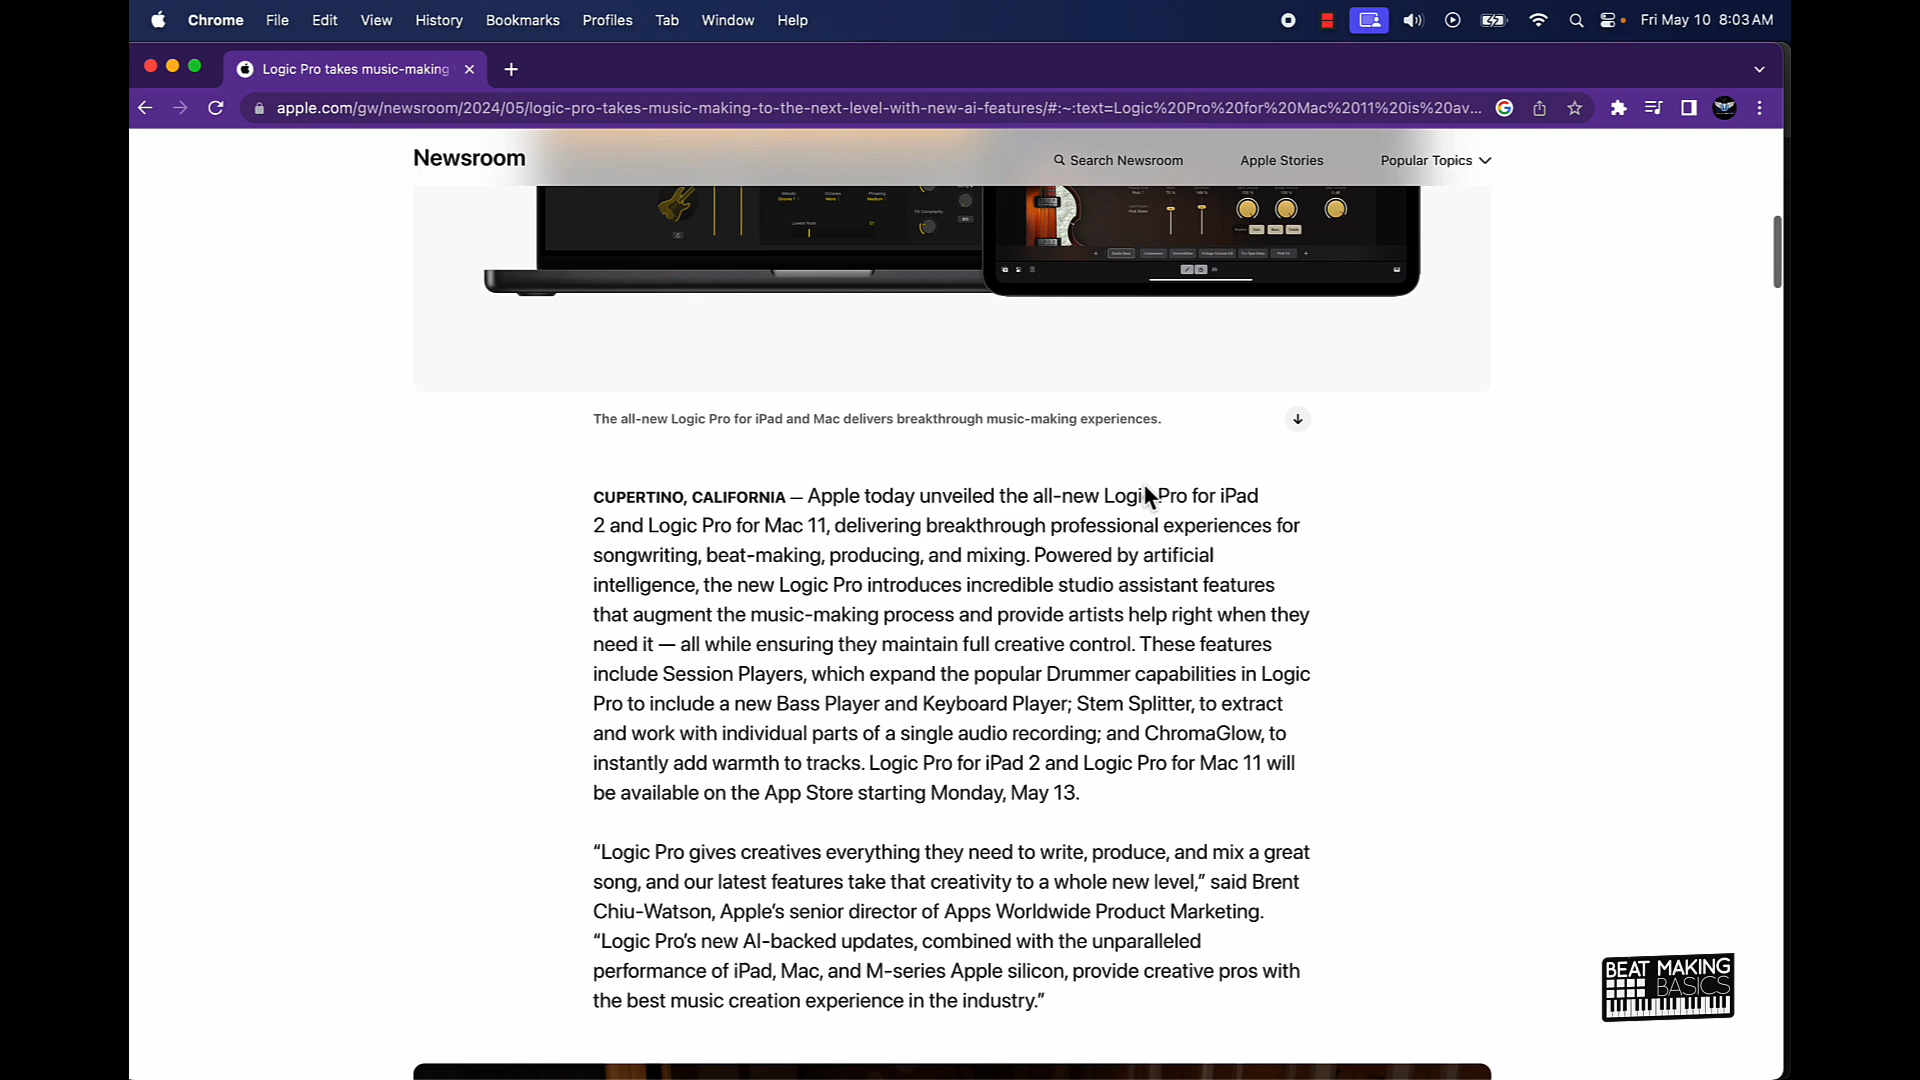 Chrome File Edit View History Bookmarks Profiles Tab Window Help Fri May 10 8:03 AM
Logic Pro takes music-making
apple.com/gw/newsroom/2024/05/logic-pro-takes-music-making-to-the-next-level-with-new-ai-features/#:~:text=Logic%20Pro%20for%20Mac%2011%20is%20av...
Newsroom Search Newsroom Apple Stories Popular Topics
The all-new Logic Pro for iPad and Mac delivers breakthrough music-making experiences.
CUPERTINO, CALIFORNIA — Apple today unveiled the all-new Logic Pro for iPad
2 and Logic Pro for Mac 11, delivering breakthrough professional experiences for
songwriting, beat-making, producing, and mixing. Powered by artificial
intelligence, the new Logic Pro introduces incredible studio assistant features
that augment the music-making process and provide artists help right when they
need it — all while ensuring they maintain full creative control. These features
include Session Players, which expand the popular Drummer capabilities in Logic
Pro to include a new Bass Player and Keyboard Player; Stem Splitter, to extract
and work with individual parts of a single audio recording; and ChromaGlow, to
instantly add warmth to tracks. Logic Pro for iPad 2 and Logic Pro for Mac 11 will
be available on the App Store starting Monday, May 13.
“Logic Pro gives creatives everything they need to write, produce, and mix a great
song, and our latest features take that creativity to a whole new level,” said Brent
Chiu-Watson, Apple’s senior director of Apps Worldwide Product Marketing.
“Logic Pro’s new AI-backed updates, combined with the unparalleled
performance of iPad, Mac, and M-series Apple silicon, provide creative pros with
the best music creation experience in the industry.”
BEAT MAKING
BASICS